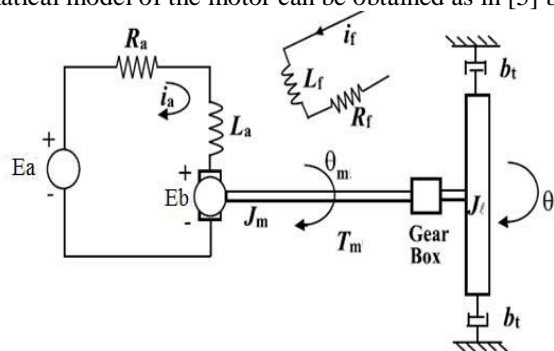 matical model of the motor can be obtained as in [5] b
Ra
if
Lf
Rf
bt
ia
La
+
Ea
-
+
Eb
-
θm
Jm
Tm
Gear
Box
Jℓ
θ
bt